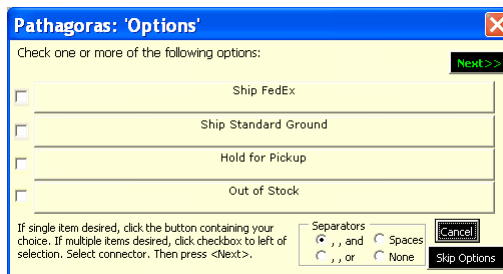 Pathagoras: 'Options'
Check one or more of the following options:
Next>>
Ship FedEx
Ship Standard Ground
Hold for Pickup
Out of Stock
If single item desired, click the button containing your
choice. If multiple items desired, click checkbox to left of
selection. Select connector. Then press <Next>.
Separators
, , and
Spaces
, , or
None
Cancel
Skip Options